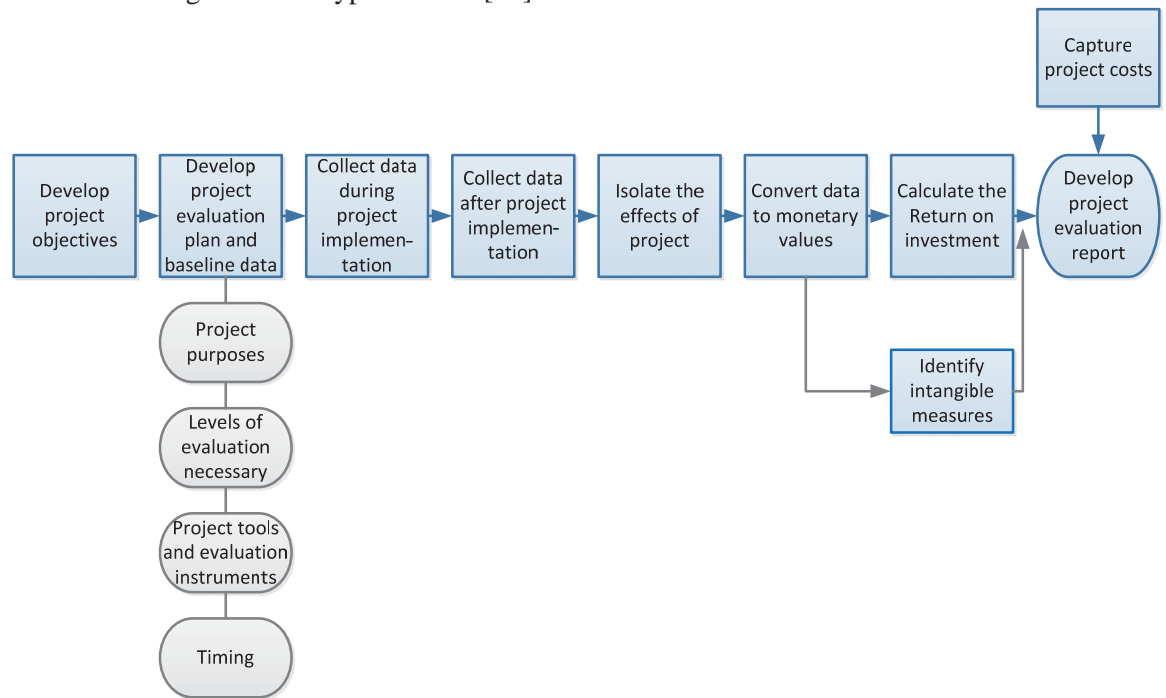 Capture
project costs
Develop
project
objectives
Develop
project
evaluation
plan and
baseline data
Collect data
during
project
implemen-
tation
Collect data
after project
implemen-
tation
Isolate the
effects of
project
Convert data
to monetary
values
Calculate the
Return on
investment
Develop
project
evaluation
report
Project
purposes
Identify
intangible
measures
Levels of
evaluation
necessary
Project tools
and evaluation
instruments
Timing